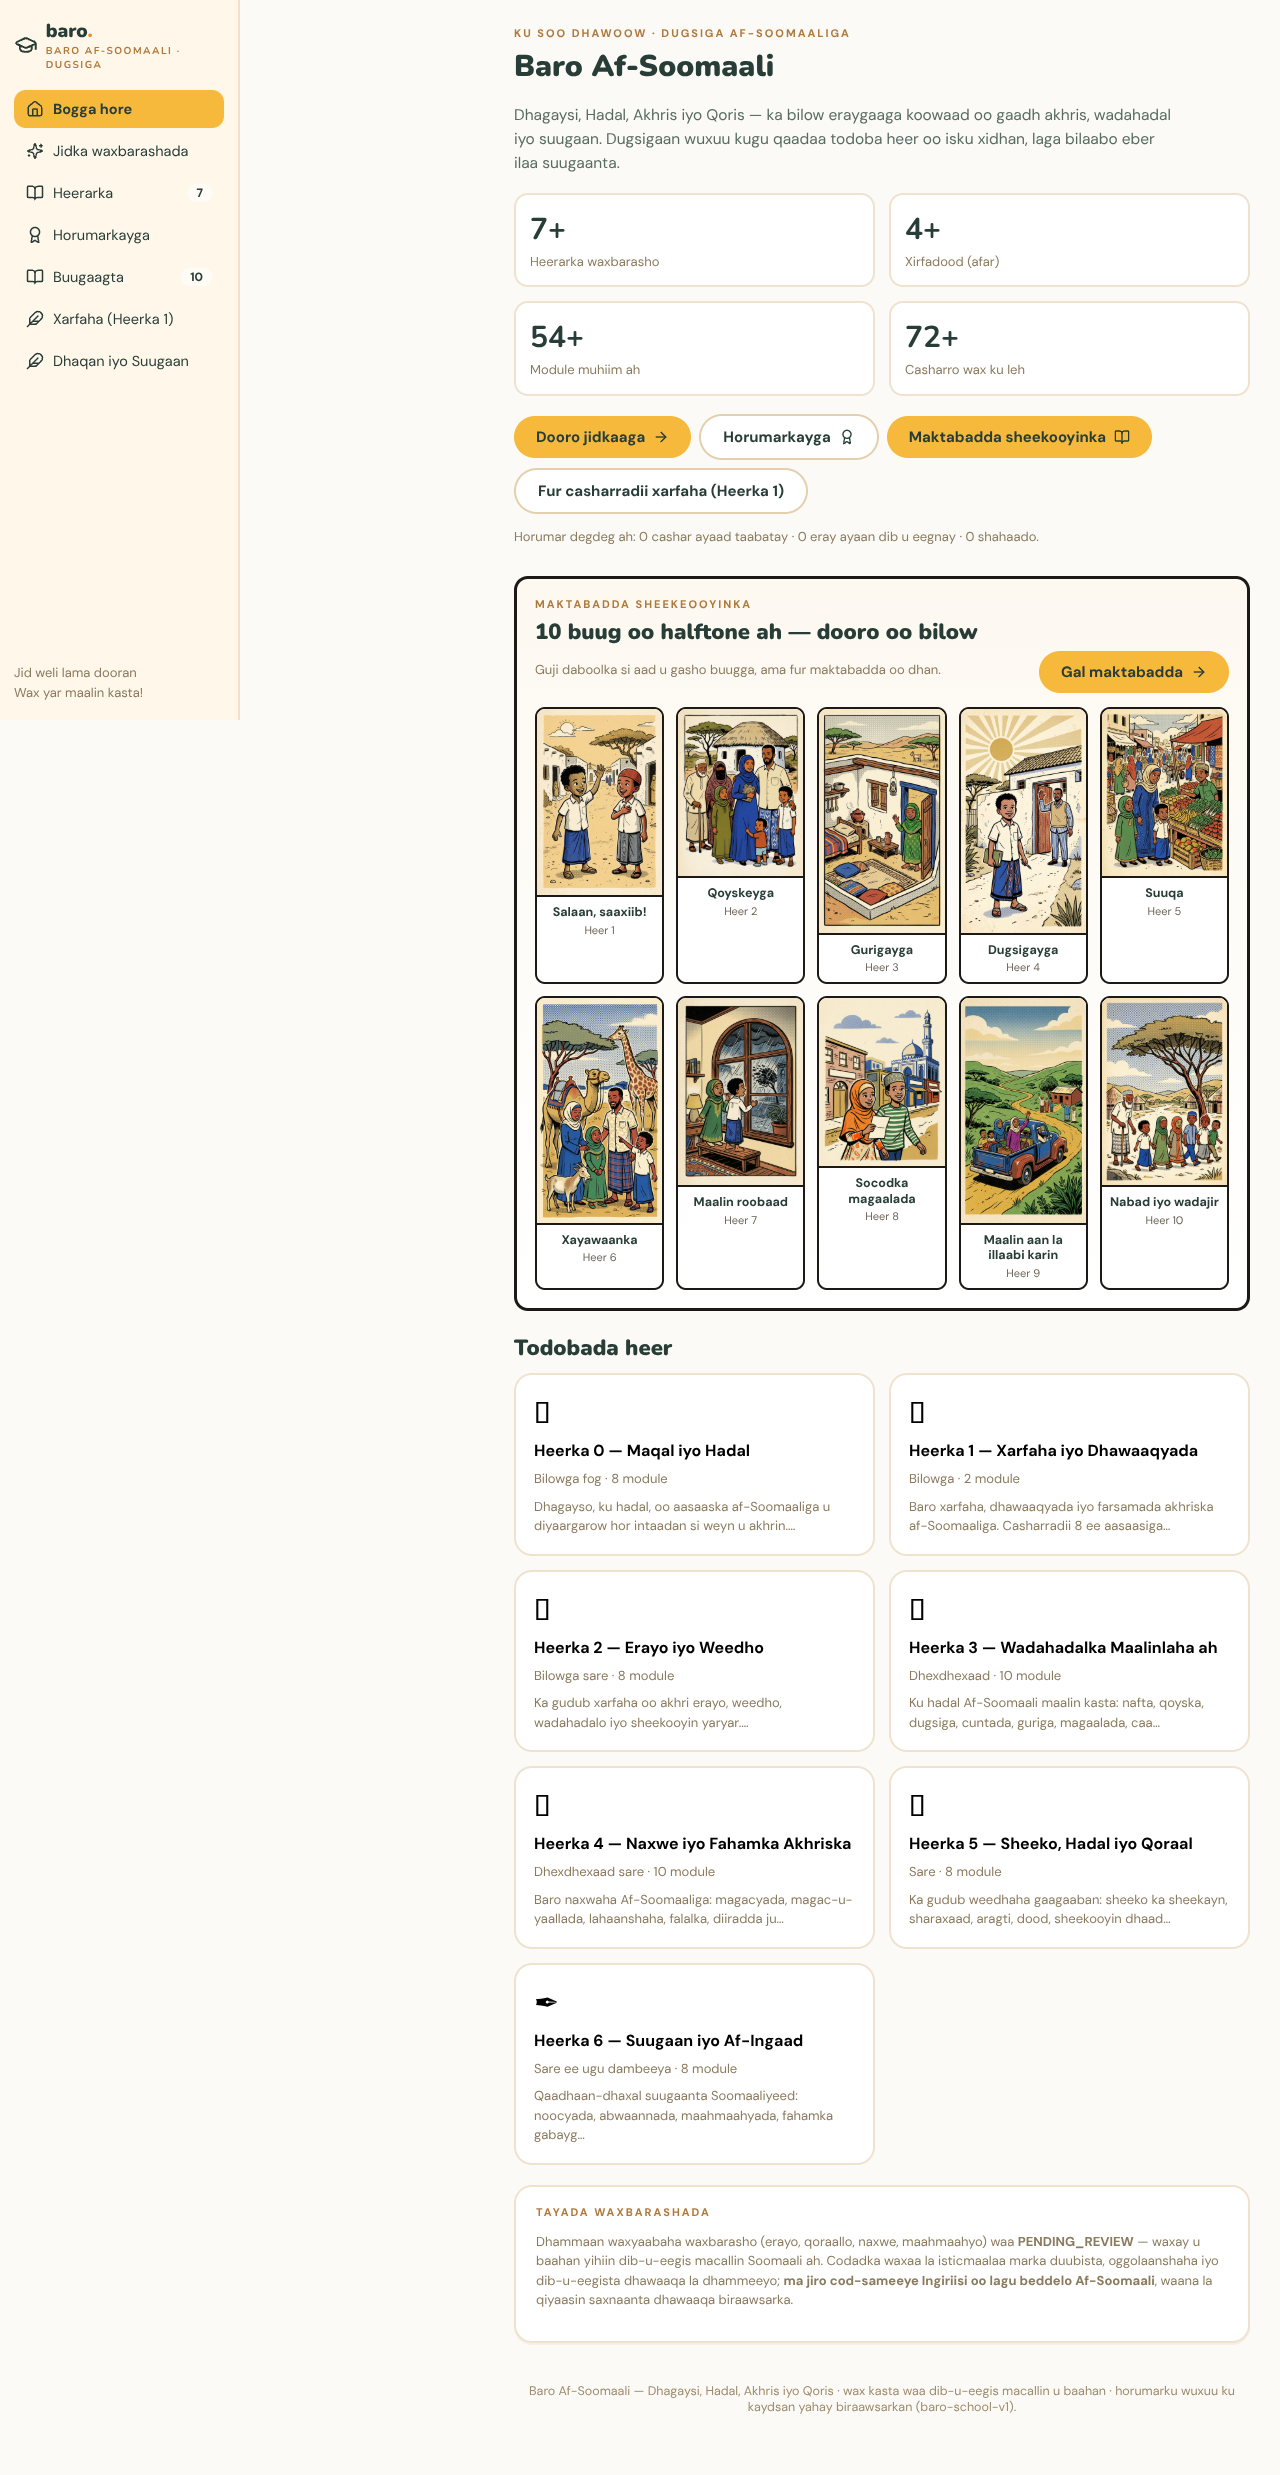 baro.
BARO AF-SOOMAALI ·
DUGSIGA
Bogga hore
Jidka waxbarashada
Heerarka 7
Horumarkayga
Buugaagta 10
Xarfaha (Heerka 1)
Dhaqan iyo Suugaan
Jid weli lama dooran
Wax yar maalin kasta!
KU SOO DHAWOOW · DUGSIGA AF-SOOMAALIGA
Baro Af-Soomaali
Dhagaysi, Hadal, Akhris iyo Qoris — ka bilow eraygaaga koowaad oo gaadh akhris, wadahadal
iyo suugaan. Dugsigaan wuxuu kugu qaadaa todoba heer oo isku xidhan, laga bilaabo eber
ilaa suugaanta.
7+
Heerarka waxbarasho
4+
Xirfadood (afar)
54+
Module muhiim ah
72+
Casharro wax ku leh
Dooro jidkaaga
Horumarkayga
Maktabadda sheekooyinka
Fur casharradii xarfaha (Heerka 1)
Horumar degdeg ah: 0 cashar ayaad taabatay · 0 eray ayaan dib u eegnay · 0 shahaado.
MAKTABADDA SHEEKEOOYINKA
10 buug oo halftone ah — dooro oo bilow
Guji daboolka si aad u gasho buugga, ama fur maktabadda oo dhan.
Gal maktabadda
Salaan, saaxiib!
Heer 1
Qoyskeyga
Heer 2
Gurigayga
Heer 3
Dugsigayga
Heer 4
Suuqa
Heer 5
Xayawaanka
Heer 6
Maalin roobaad
Heer 7
Socodka
magaalada
Heer 8
Maalin aan la
illaabi karin
Heer 9
Nabad iyo wadajir
Heer 10
Todobada heer
Heerka 0 — Maqal iyo Hadal
Bilowga fog · 8 module
Dhagayso, ku hadal, oo aasaaska af-Soomaaliga u
diyaargarow hor intaadan si weyn u akhrin.…
Heerka 1 — Xarfaha iyo Dhawaaqyada
Bilowga · 2 module
Baro xarfaha, dhawaaqyada iyo farsamada akhriska
af-Soomaaliga. Casharradii 8 ee aasaasiga…
Heerka 2 — Erayo iyo Weedho
Bilowga sare · 8 module
Ka gudub xarfaha oo akhri erayo, weedho,
wadahadalo iyo sheekooyin yaryar.…
Heerka 3 — Wadahadalka Maalinlaha ah
Dhexdhexaad · 10 module
Ku hadal Af-Soomaali maalin kasta: nafta, qoyska,
dugsiga, cuntada, guriga, magaalada, caa…
Heerka 4 — Naxwe iyo Fahamka Akhriska
Dhexdhexaad sare · 10 module
Baro naxwaha Af-Soomaaliga: magacyada, magac-u-
yaallada, lahaanshaha, falalka, diiradda ju…
Heerka 5 — Sheeko, Hadal iyo Qoraal
Sare · 8 module
Ka gudub weedhaha gaagaaban: sheeko ka sheekayn,
sharaxaad, aragti, dood, sheekooyin dhaad…
Heerka 6 — Suugaan iyo Af-Ingaad
Sare ee ugu dambeeya · 8 module
Qaadhaan-dhaxal suugaanta Soomaaliyeed:
noocyada, abwaannada, maahmaahyada, fahamka
gabayg…
TAYADA WAXBARASHADA
Dhammaan waxyaabaha waxbarasho (erayo, qoraallo, naxwe, maahmaahyo) waa PENDING_REVIEW — waxay u
baahan yihiin dib-u-eegis macallin Soomaali ah. Codadka waxaa la isticmaalaa marka duubista, oggolaanshaha iyo
dib-u-eegista dhawaaqa la dhammeeyo; ma jiro cod-sameeye Ingiriisi oo lagu beddelo Af-Soomaali, waana la
qiyaasin saxnaanta dhawaaqa biraawsarka.
Baro Af-Soomaali — Dhagaysi, Hadal, Akhris iyo Qoris · wax kasta waa dib-u-eegis macallin u baahan · horumarku wuxuu ku
kaydsan yahay biraawsarkan (baro-school-v1).